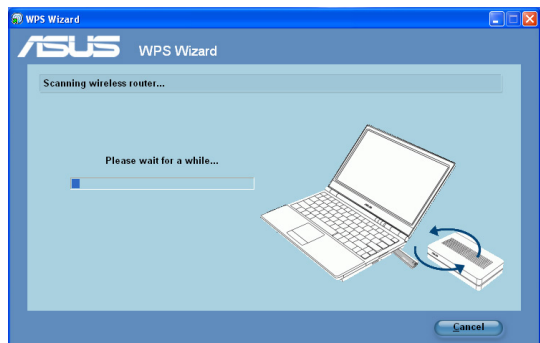 WPS Wizard
ASUS WPS Wizard
Scanning wireless router...
Please wait for a while...
Cancel